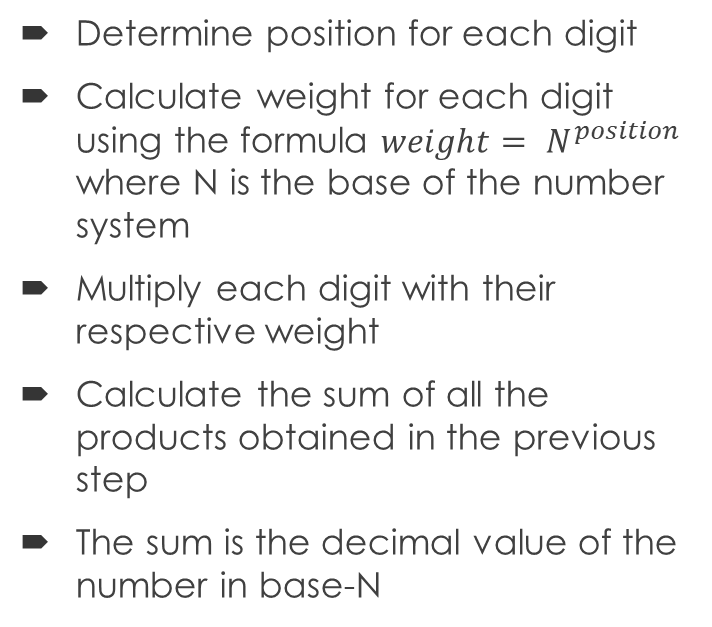 Determine position for each digit
Calculate weight for each digit
using the formula weight = N^position
where N is the base of the number
system
Multiply each digit with their
respective weight
Calculate the sum of all the
products obtained in the previous
step
The sum is the decimal value of the
number in base-N